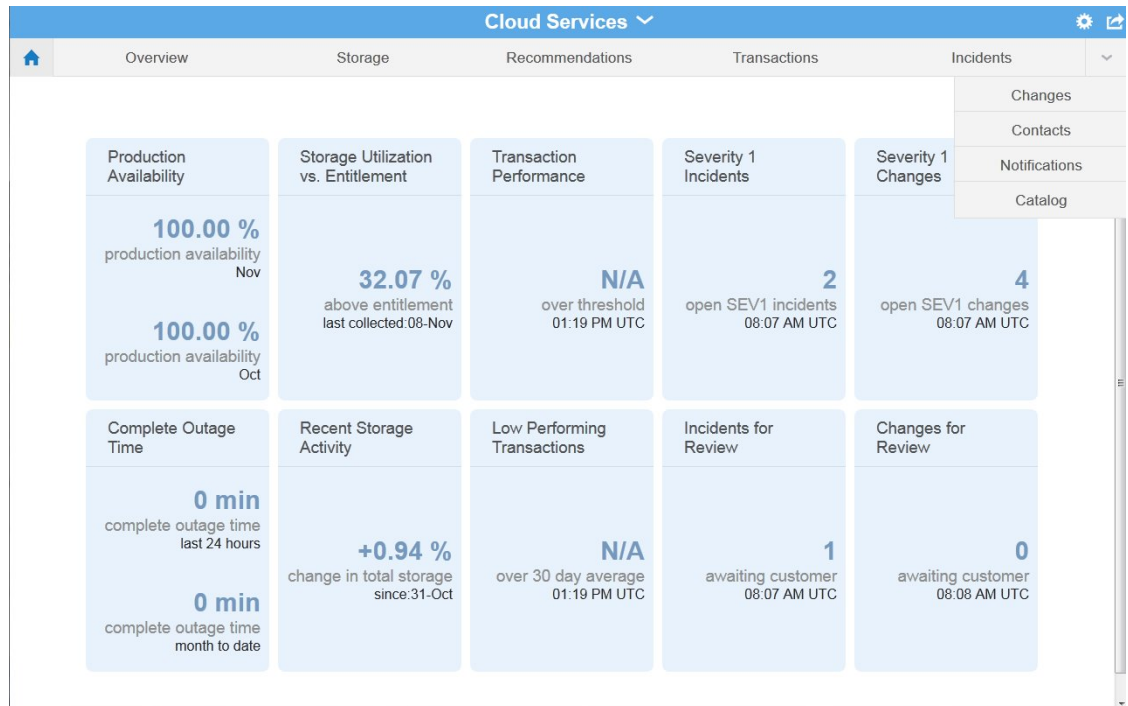 Cloud Services
Overview
Storage
Recommendations
Transactions
Incidents
Changes
Contacts
Notifications
Catalog
Production
Availability
100.00 %
production availability
Nov
100.00 %
production availability
Oct
Storage Utilization
vs. Entitlement
32.07 %
above entitlement
last collected:08-Nov
Transaction
Performance
N/A
over threshold
01:19 PM UTC
Severity 1
Incidents
2
open SEV1 incidents
08:07 AM UTC
Severity 1
Changes
4
open SEV1 changes
08:07 AM UTC
Complete Outage
Time
0 min
complete outage time
last 24 hours
0 min
complete outage time
month to date
Recent Storage
Activity
+0.94 %
change in total storage
since:31-Oct
Low Performing
Transactions
N/A
over 30 day average
01:19 PM UTC
Incidents for
Review
1
awaiting customer
08:07 AM UTC
Changes for
Review
0
awaiting customer
08:08 AM UTC